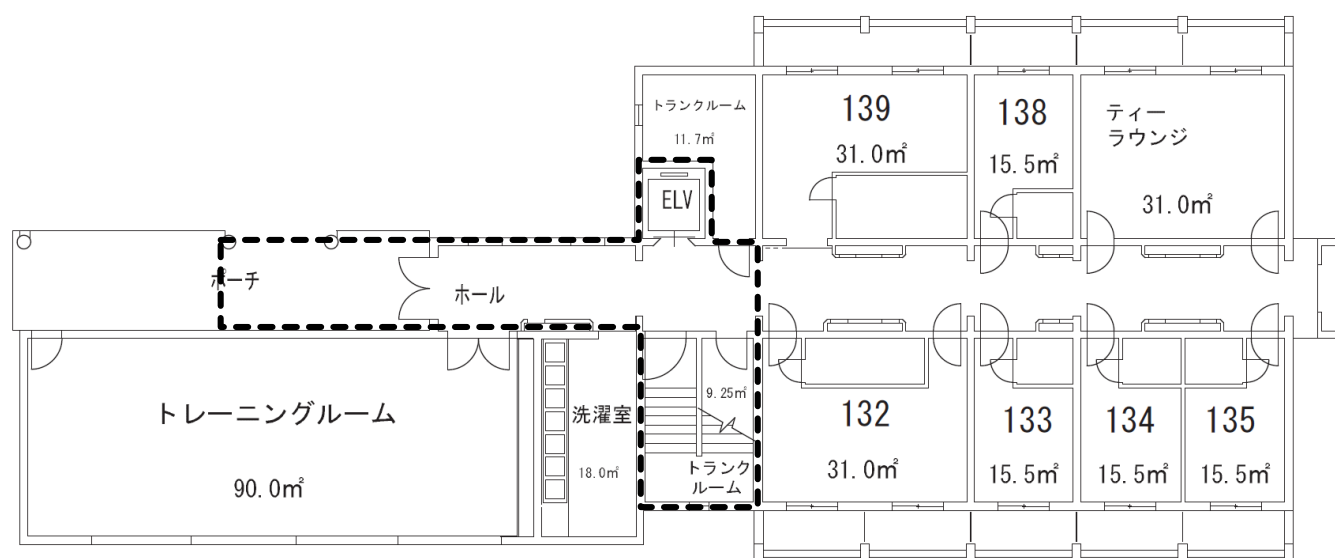 トランクルーム
11.7㎡
139
31.0㎡
138
15.5㎡
ティー
ラウンジ
31.0㎡
ELV
ポーチ
ホール
トレーニングルーム
90.0㎡
洗濯室
18.0㎡
9.25㎡
トランク
ルーム
132
31.0㎡
133
15.5㎡
134
15.5㎡
135
15.5㎡